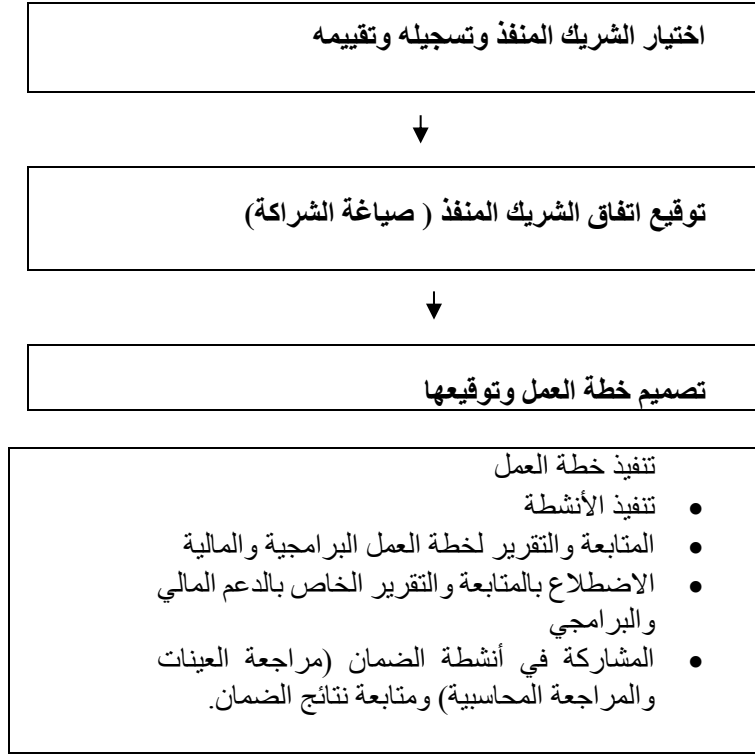 اختيار الشريك المنفذ وتسجيله وتقييمه
توقيع اتفاق الشريك المنفذ ( صياغة الشراكة)
تصميم خطة العمل وتوقيعها
تنفيذ خطة العمل
● تنفيذ الأنشطة
● المتابعة والتقرير لخطة العمل البرامجية والمالية
● الاضطلاع بالمتابعة والتقرير الخاص بالدعم المالي
والبرامجي
● المشاركة في أنشطة الضمان (مراجعة العينات
والمراجعة المحاسبية) ومتابعة نتائج الضمان.